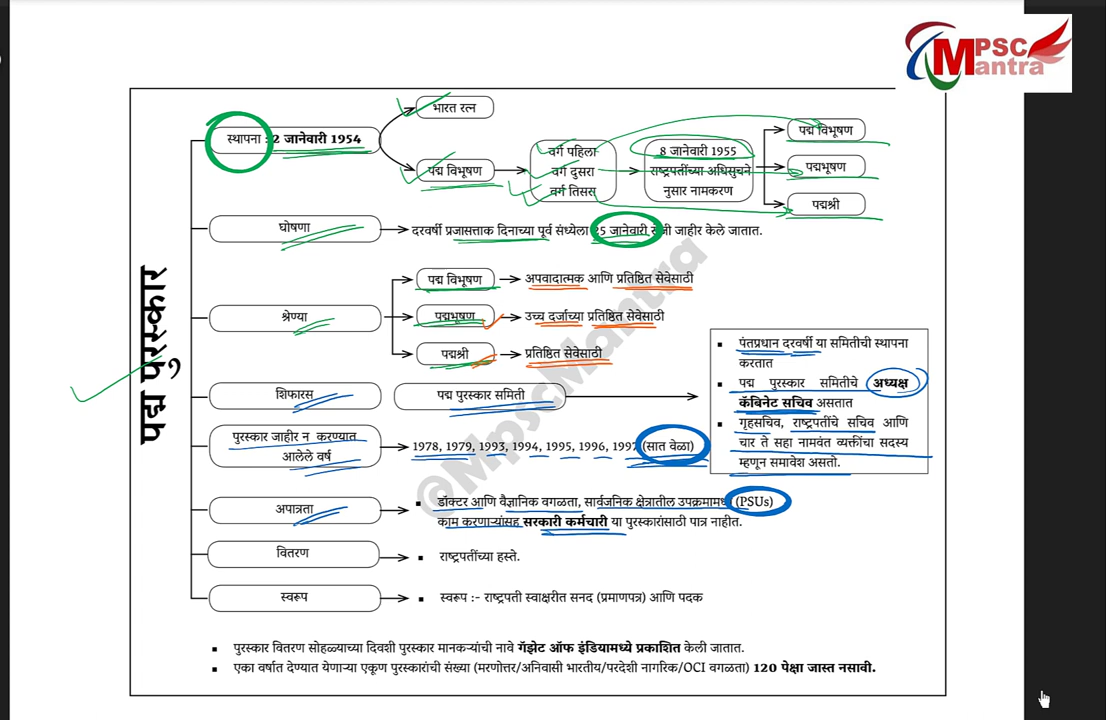 MPSC Mantra
पद्म पुरस्कार
स्थापना : 2 जानेवारी 1954
भारत रत्न
पद्म विभूषण
वर्ग पहिला
वर्ग दुसरा
वर्ग तिसरा
8 जानेवारी 1955
राष्ट्रपतींच्या अधिसुचने
नुसार नामकरण
पद्म विभूषण
पद्मभूषण
पद्मश्री
घोषणा
दरवर्षी प्रजासत्ताक दिनाच्या पूर्व संध्येला 25 जानेवारी रोजी जाहीर केले जातात.
श्रेण्या
पद्म विभूषण
अपवादात्मक आणि प्रतिष्ठित सेवेसाठी
पद्मभूषण
उच्च दर्जाच्या प्रतिष्ठित सेवेसाठी
पद्मश्री
प्रतिष्ठित सेवेसाठी
शिफारस
पद्म पुरस्कार समिती
▪ पंतप्रधान दरवर्षी या समितीची स्थापना
करतात
▪ पद्म पुरस्कार समितीचे अध्यक्ष
कॅबिनेट सचिव असतात
▪ गृहसचिव, राष्ट्रपतींचे सचिव आणि
चार ते सहा नामवंत व्यक्तींचा सदस्य
म्हणून समावेश असतो.
पुरस्कार जाहीर न करण्यात
आलेले वर्ष
1978, 1979, 1993, 1994, 1995, 1996, 1997 (सात वेळा)
अपात्रता
▪ डॉक्टर आणि वैज्ञानिक वगळता, सार्वजनिक क्षेत्रातील उपक्रमामध्ये (PSUs)
काम करणाऱ्यांसह सरकारी कर्मचारी या पुरस्कारांसाठी पात्र नाहीत.
वितरण
▪ राष्ट्रपतींच्या हस्ते.
स्वरूप
▪ स्वरूप :- राष्ट्रपती स्वाक्षरीत सनद (प्रमाणपत्र) आणि पदक
▪ पुरस्कार वितरण सोहळ्याच्या दिवशी पुरस्कार मानकऱ्यांची नावे गॅझेट ऑफ इंडियामध्ये प्रकाशित केली जातात.
▪ एका वर्षात देण्यात येणाऱ्या एकूण पुरस्कारांची संख्या (मरणोत्तर/अनिवासी भारतीय/परदेशी नागरिक/OCI वगळता) 120 पेक्षा जास्त नसावी.
@MpscMantra